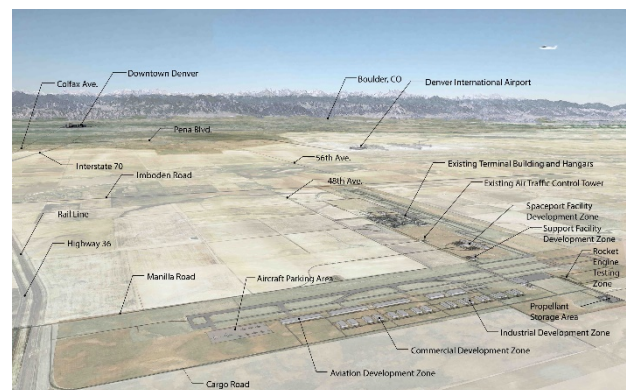 Downtown Denver
Colfax Ave.
Boulder, CO
Denver International Airport
Pena Blvd.
56th Ave.
Interstate 70
Imboden Road
48th Ave.
Existing Terminal Building and Hangars
Existing Air Traffic Control Tower
Spaceport Facility
Development Zone
Support Facility
Development Zone
Rail Line
Highway 36
Rocket
Engine
Testing
Zone
Manilla Road
Aircraft Parking Area
Propellant
Storage Area
Industrial Development Zone
Commercial Development Zone
Aviation Development Zone
Cargo Road